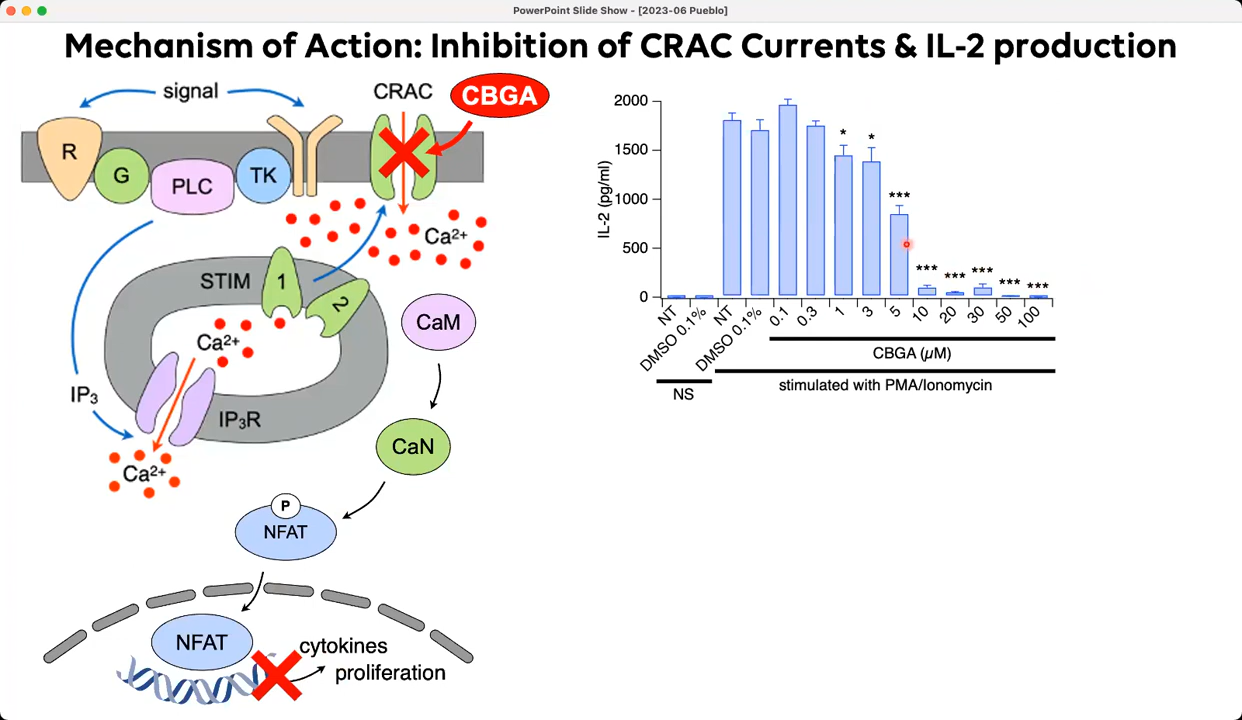 PowerPoint Slide Show - [2023-06 Pueblo]
Mechanism of Action: Inhibition of CRAC Currents & IL-2 production
signal
CRAC
CBGA
R
G
PLC
TK
Ca²⁺
STIM
1
2
Ca²⁺
CaM
IP₃
IP₃R
Ca²⁺
CaN
P
NFAT
NFAT
cytokines
proliferation
IL-2 (pg/ml)
2000
1500
1000
500
0
*
*
***
***
***
***
***
***
NT
DMSO 0.1%
NT
DMSO 0.1%
0.1
0.3
1
3
5
10
20
30
50
100
CBGA (µM)
NS
stimulated with PMA/Ionomycin